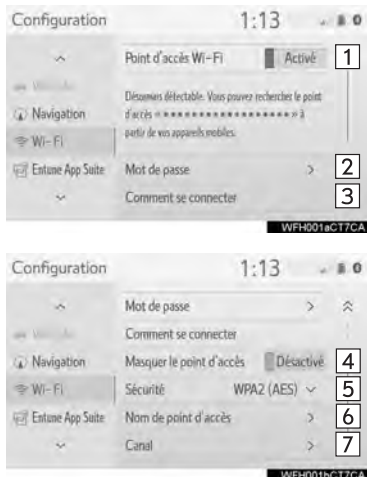 Configuration 1:13
Point d'accès Wi-Fi Activé 1
Désormais détectable. Vous pouvez rechercher le point
d'accès « ******************** » à
partir de vos appareils mobiles.
Navigation
Wi-Fi
Entune App Suite
Mot de passe > 2
Comment se connecter 3
WFH001aCT7CA
Configuration 1:13
Mot de passe >
Comment se connecter
Navigation
Masquer le point d'accès Désactivé 4
Wi-Fi
Sécurité WPA2 (AES) 5
Entune App Suite
Nom de point d'accès > 6
Canal > 7
WFH001bCT7CA